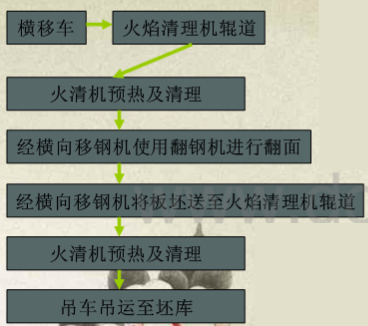 横移车
火焰清理机辊道
火清机预热及清理
经横向移钢机使用翻钢机进行翻面
经横向移钢机将板坯送至火焰清理机辊道
火清机预热及清理
吊车吊运至坯库